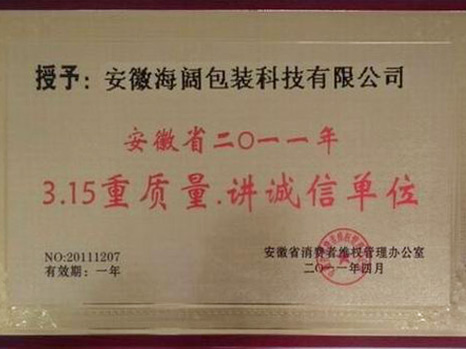 授予：安徽海阔包装科技有限公司
安徽省二〇一一年
3.15重质量.讲诚信单位
NO:20111207
有效期：一年
安徽省消费者维权管理办公室
二〇一一年四月